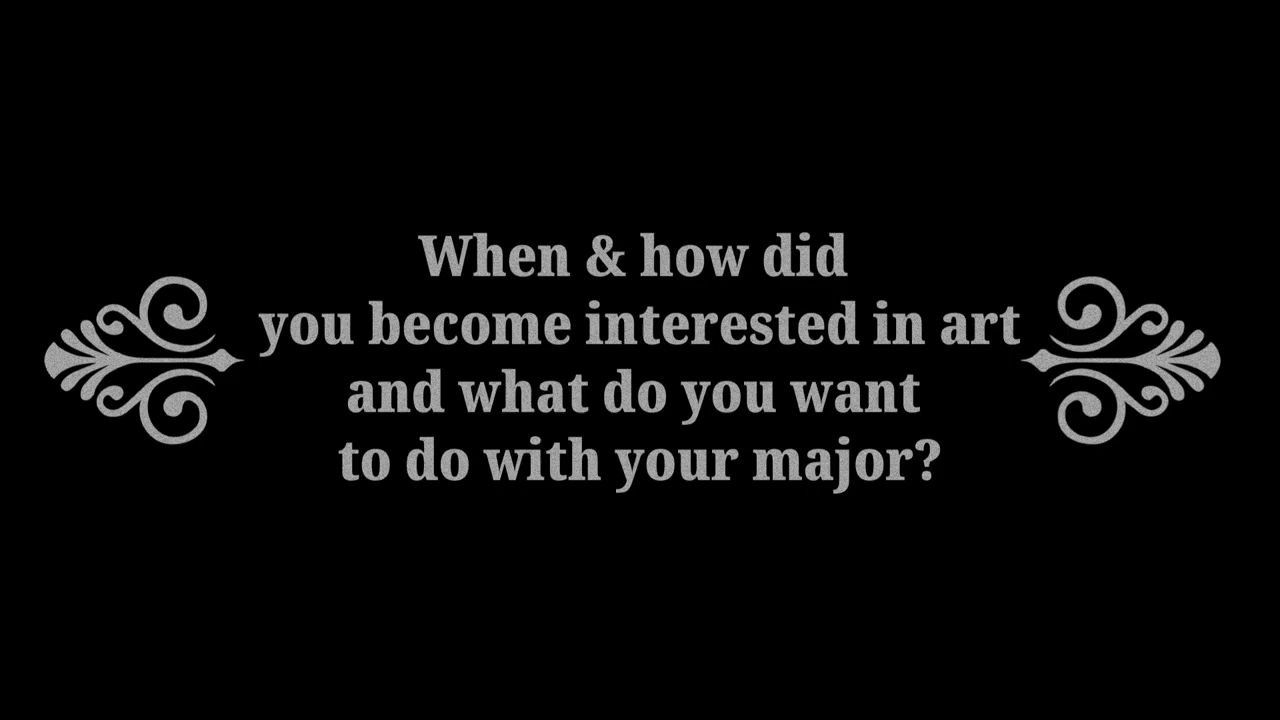 When & how did
you become interested in art
and what do you want
to do with your major?